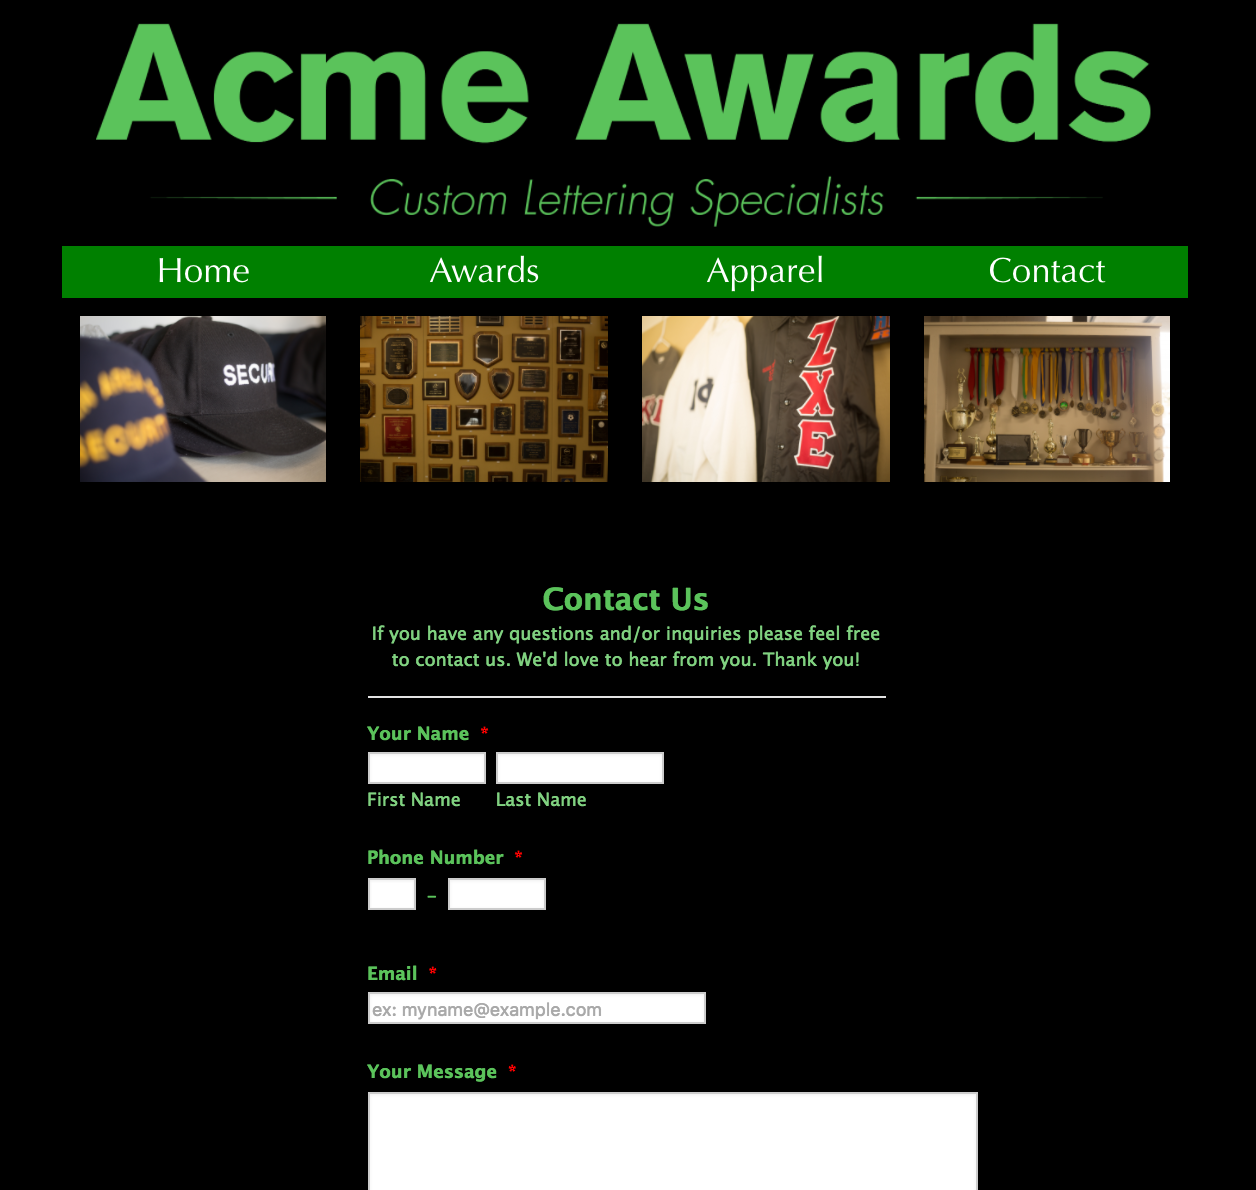 Acme Awards
Custom Lettering Specialists
Home Awards Apparel Contact
SECURI
SECURIT
ZXE
Contact Us
If you have any questions and/or inquiries please feel free
to contact us. We'd love to hear from you. Thank you!
Your Name *
First Name Last Name
Phone Number *
-
Email *
ex: myname@example.com
Your Message *